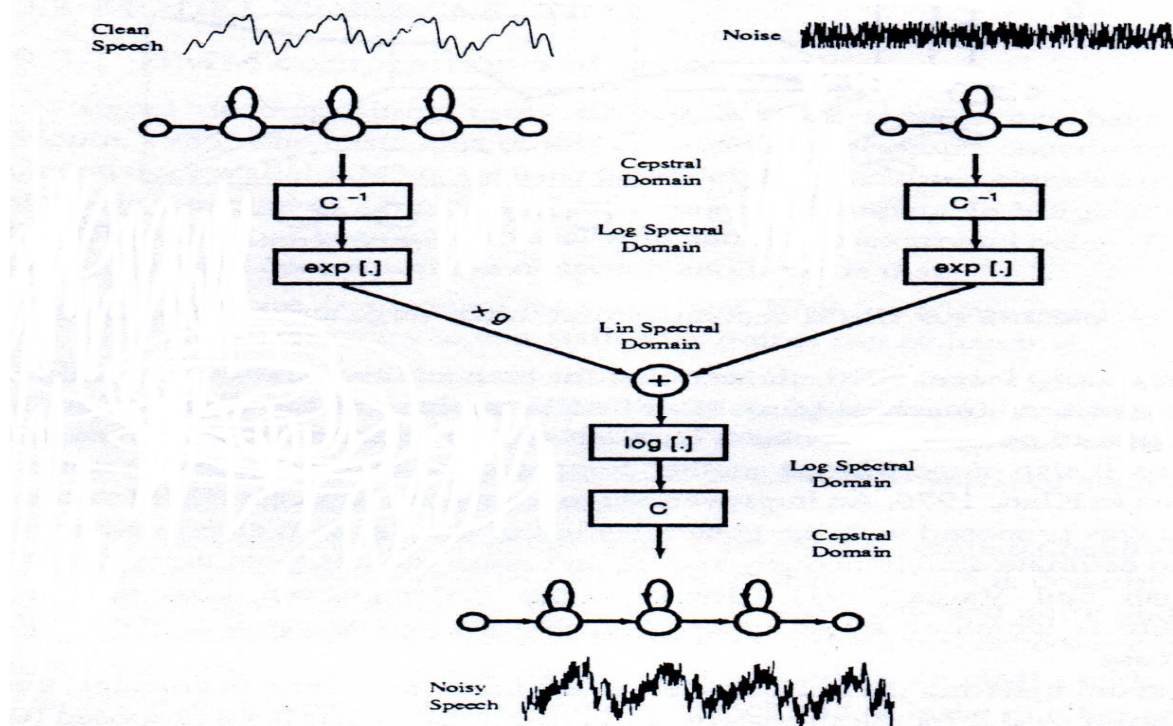 Clean
Speech
Noise
Cepstral
Domain
C⁻¹
C⁻¹
Log Spectral
Domain
exp [.]
exp [.]
× g
Lin Spectral
Domain
+
log [.]
Log Spectral
Domain
C
Cepstral
Domain
Noisy
Speech